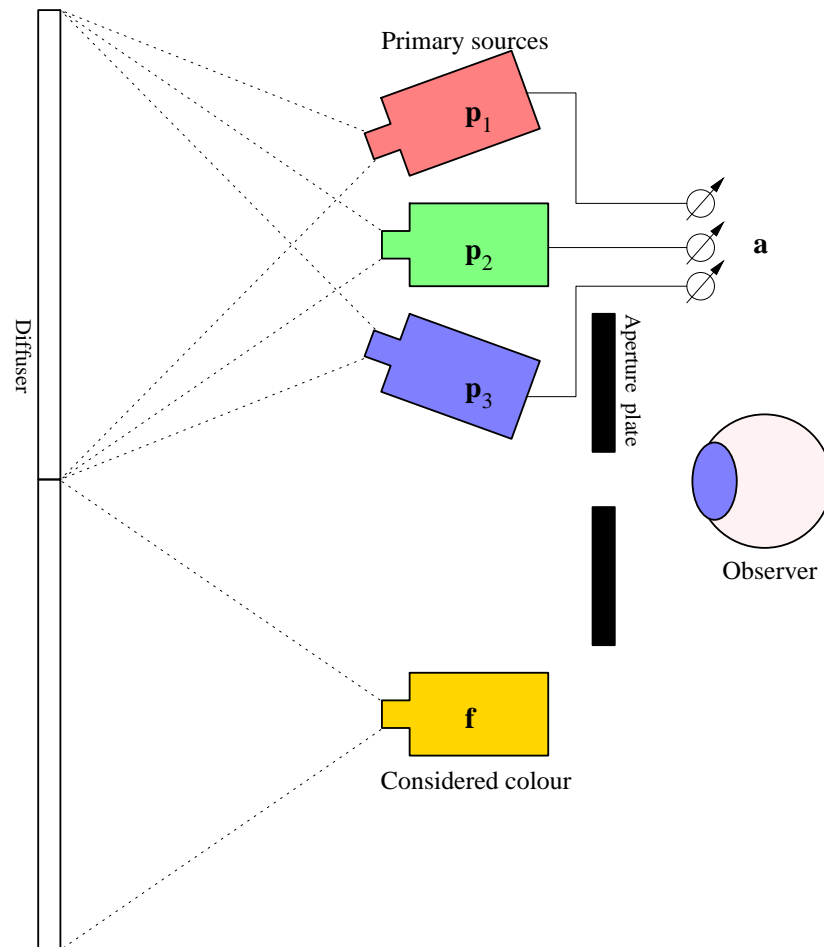 Primary sources
p1
p2
a
p3
Diffuser
Aperture plate
Observer
f
Considered colour